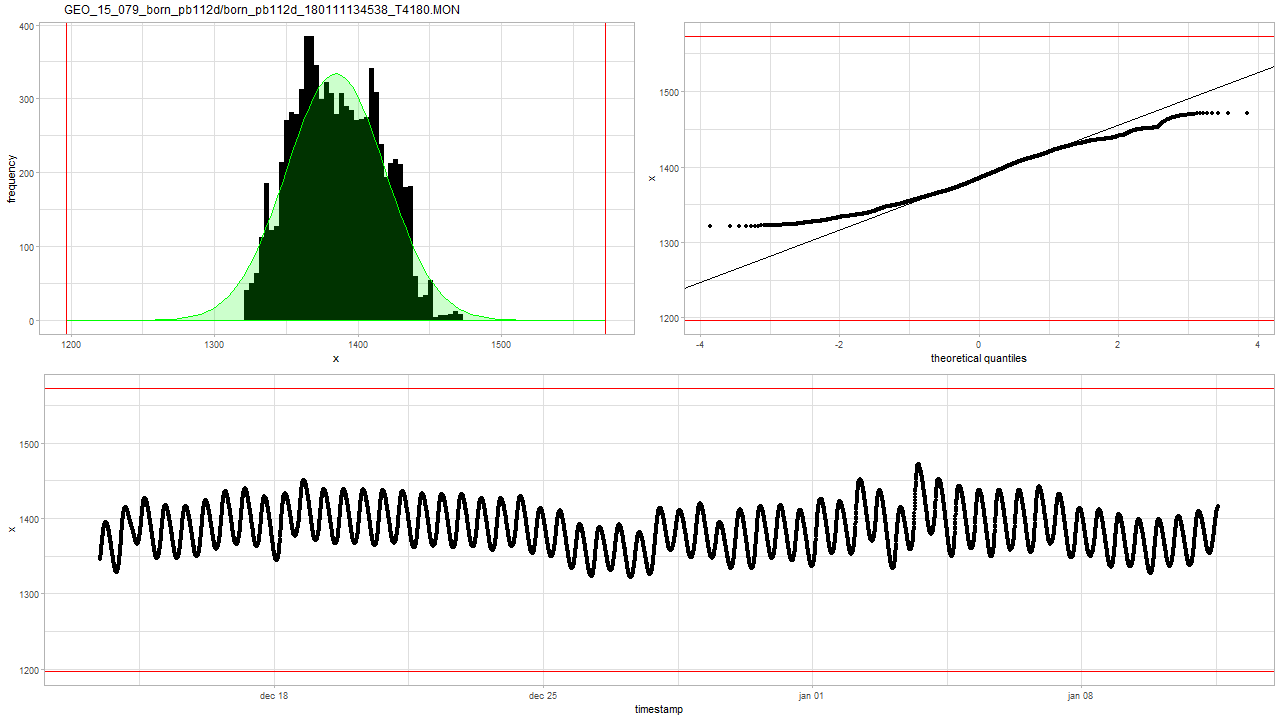 GEO_15_079_born_pb112d/born_pb112d_180111134538_T4180.MON
frequency
400
300
200
100
0
1200
1300
1400
1500
x
x
1500
1400
1300
1200
-4
-2
0
2
4
theoretical quantiles
x
1500
1400
1300
1200
dec 18
dec 25
jan 01
jan 08
timestamp